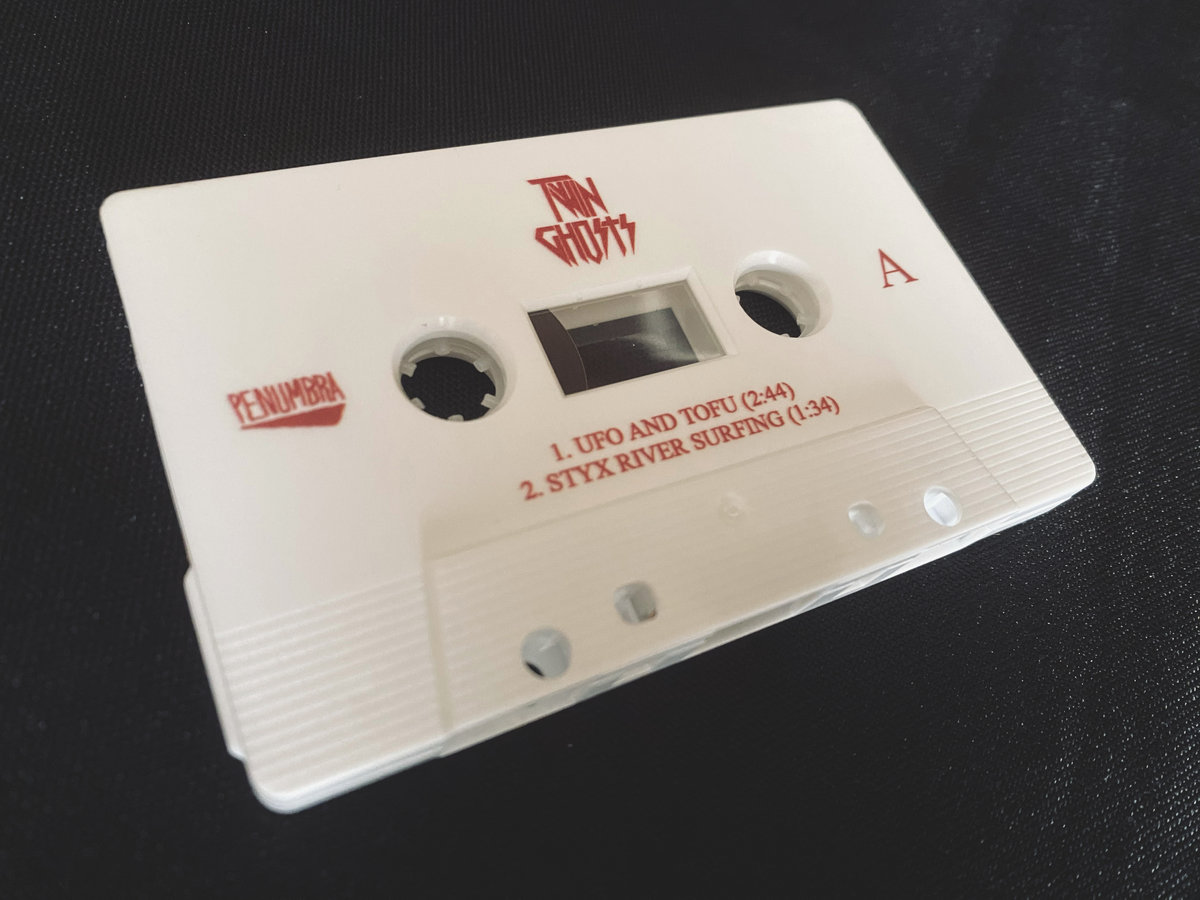 TWIN
GHOSTS
A
PENUMBRA
1. UFO AND TOFU (2:44)
2. STYX RIVER SURFING (1:34)